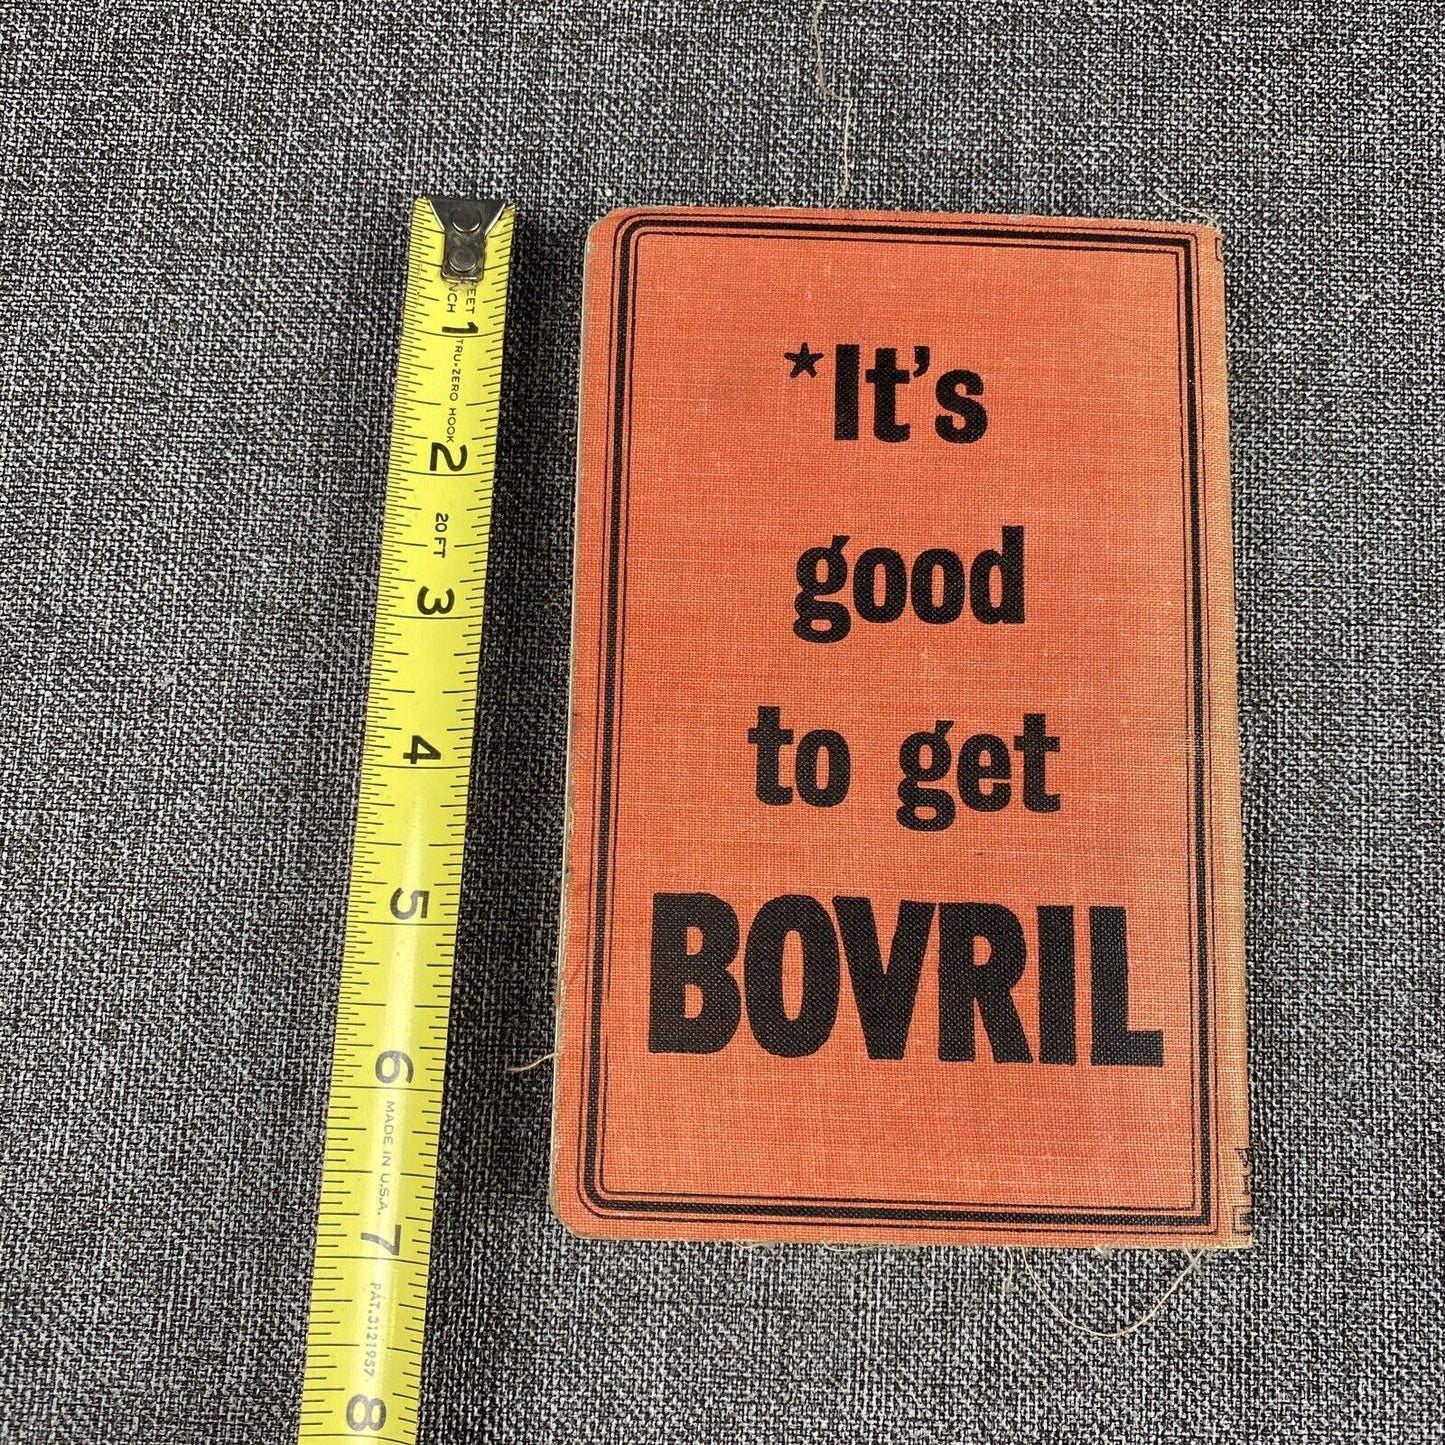 *It's
good
to get
BOVRIL
INCH
FEET
1
TRU-ZERO HOOK
2
20 FT
3
4
5
6
MADE IN U.S.A.
7
PAT.3121957
8